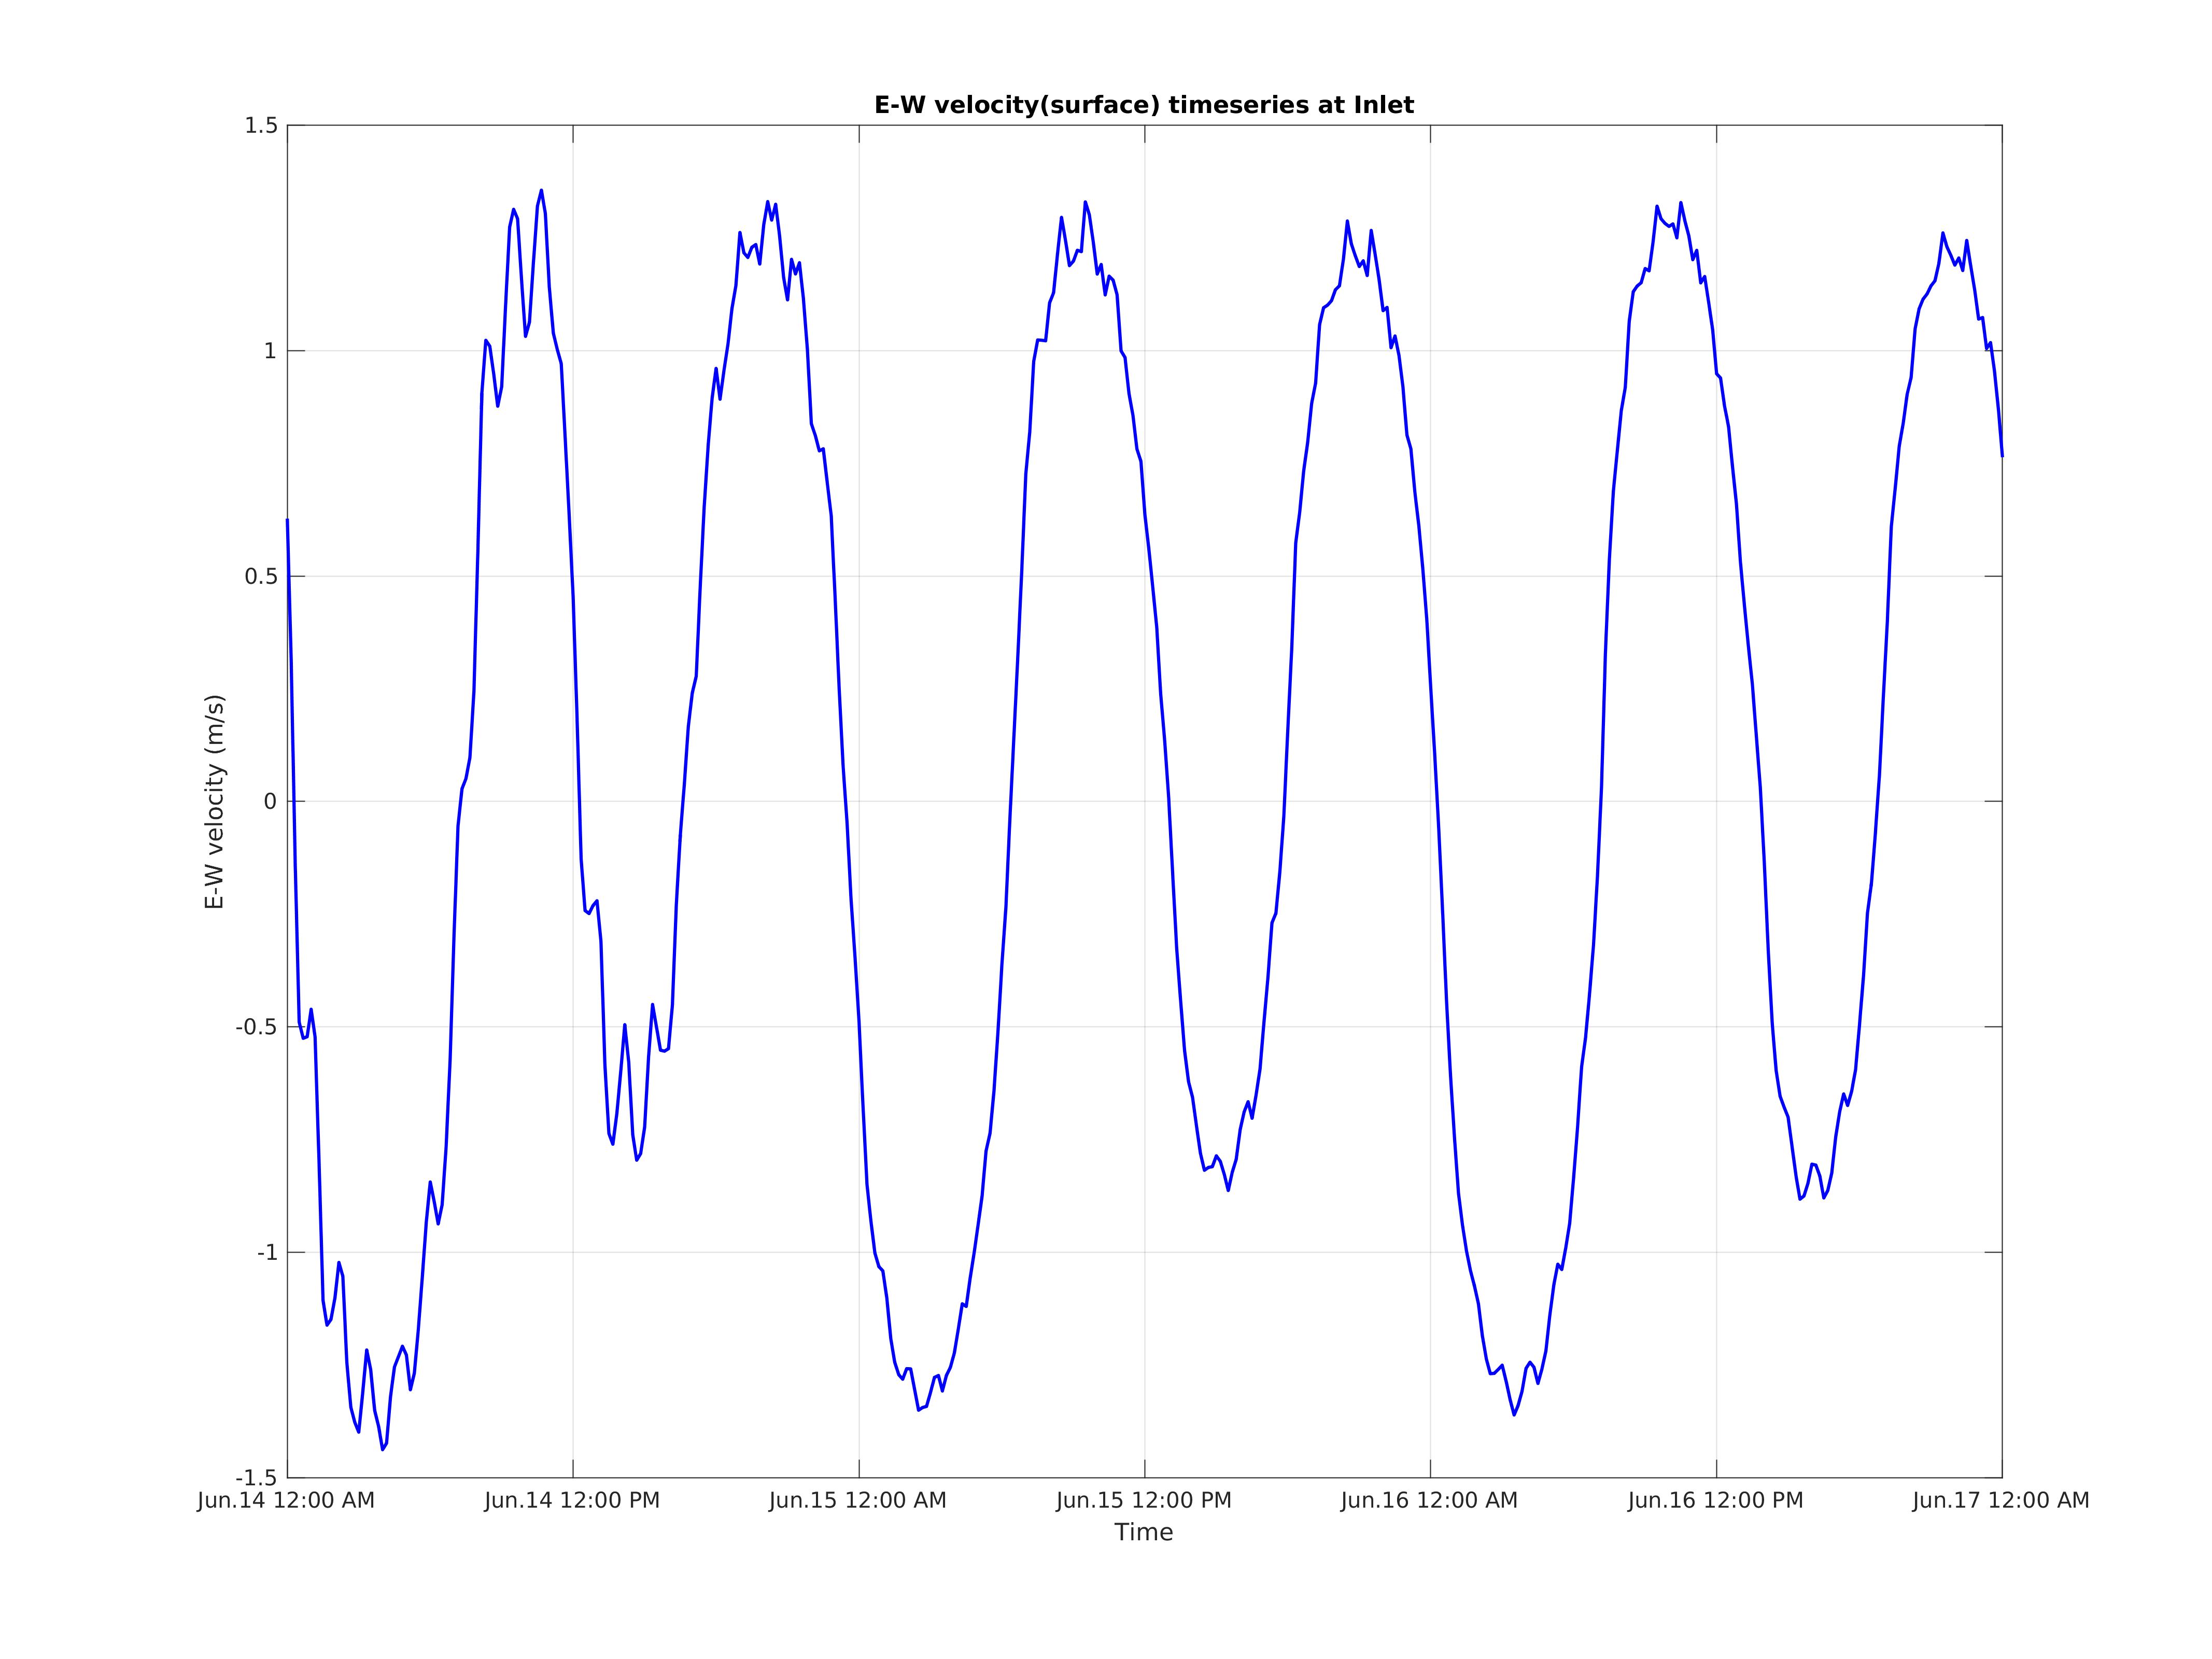 E-W velocity(surface) timeseries at Inlet
1.5
1
0.5
0
-0.5
-1
-1.5
E-W velocity (m/s)
Jun.14 12:00 AM
Jun.14 12:00 PM
Jun.15 12:00 AM
Jun.15 12:00 PM
Jun.16 12:00 AM
Jun.16 12:00 PM
Jun.17 12:00 AM
Time